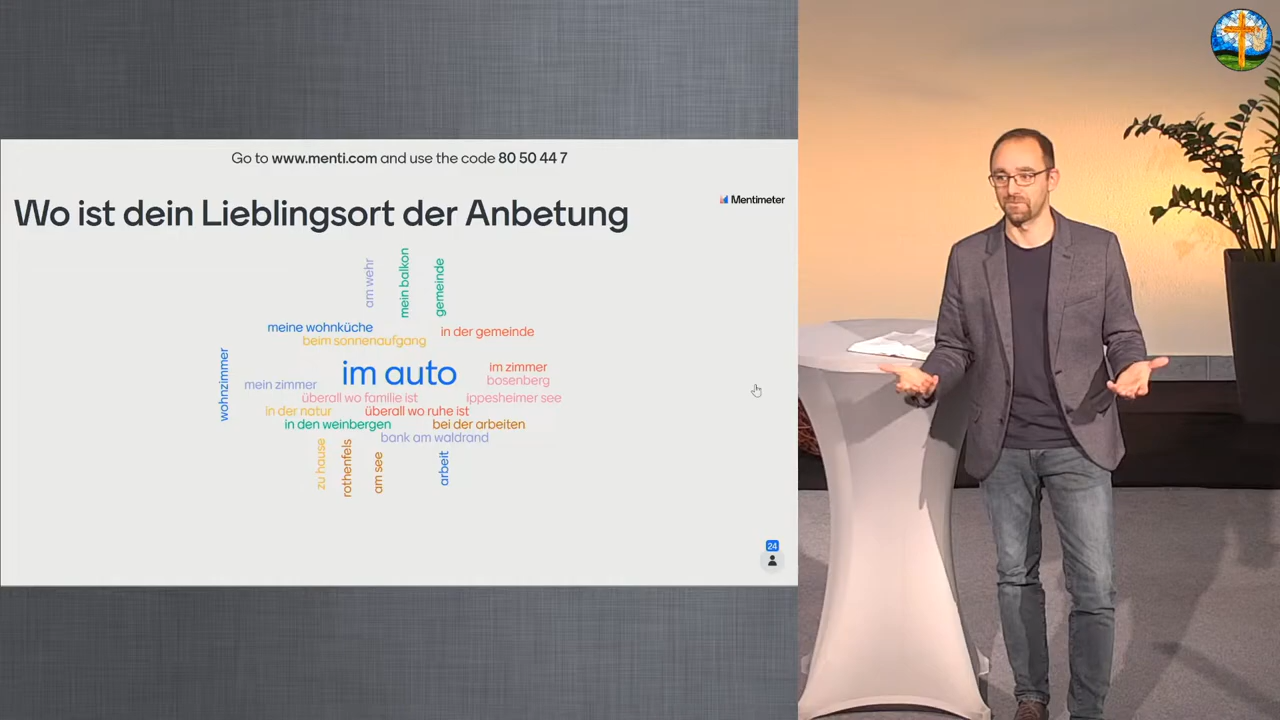 Go to www.menti.com and use the code 80 50 44 7
Wo ist dein Lieblingsort der Anbetung
Mentimeter
am wehr
mein balkon
gemeinde
meine wohnküche
in der gemeinde
beim sonnenaufgang
wohnzimmer
im auto
im zimmer
mein zimmer
bosenberg
überall wo familie ist
ippesheimer see
in der natur
überall wo ruhe ist
in den weinbergen
bei der arbeiten
bank am waldrand
zu hause
rothenfels
am see
arbeit
24